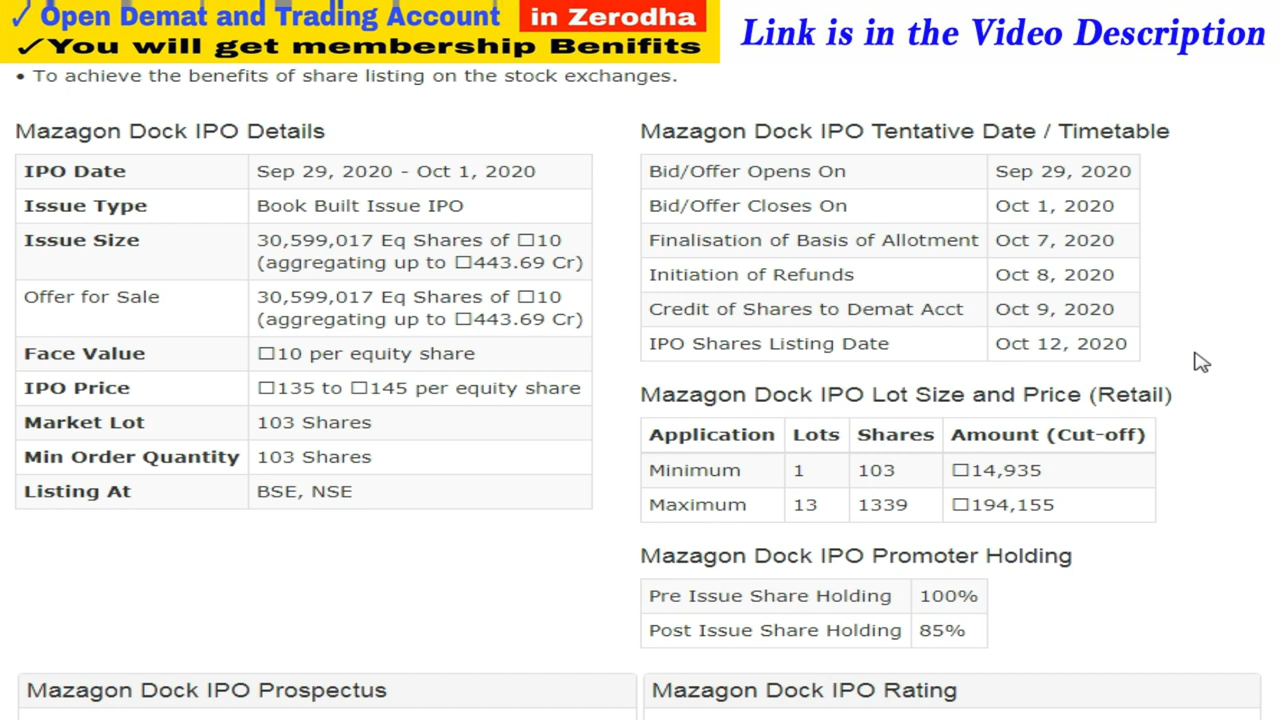 ✓ Open Demat and Trading Account in Zerodha
✓You will get membership Benifits
Link is in the Video Description
• To achieve the benefits of share listing on the stock exchanges.
Mazagon Dock IPO Details
IPO Date Sep 29, 2020 - Oct 1, 2020
Issue Type Book Built Issue IPO
Issue Size 30,599,017 Eq Shares of □10
(aggregating up to □443.69 Cr)
Offer for Sale 30,599,017 Eq Shares of □10
(aggregating up to □443.69 Cr)
Face Value □10 per equity share
IPO Price □135 to □145 per equity share
Market Lot 103 Shares
Min Order Quantity 103 Shares
Listing At BSE, NSE
Mazagon Dock IPO Tentative Date / Timetable
Bid/Offer Opens On Sep 29, 2020
Bid/Offer Closes On Oct 1, 2020
Finalisation of Basis of Allotment Oct 7, 2020
Initiation of Refunds Oct 8, 2020
Credit of Shares to Demat Acct Oct 9, 2020
IPO Shares Listing Date Oct 12, 2020
Mazagon Dock IPO Lot Size and Price (Retail)
Application Lots Shares Amount (Cut-off)
Minimum 1 103 □14,935
Maximum 13 1339 □194,155
Mazagon Dock IPO Promoter Holding
Pre Issue Share Holding 100%
Post Issue Share Holding 85%
Mazagon Dock IPO Prospectus
Mazagon Dock IPO Rating